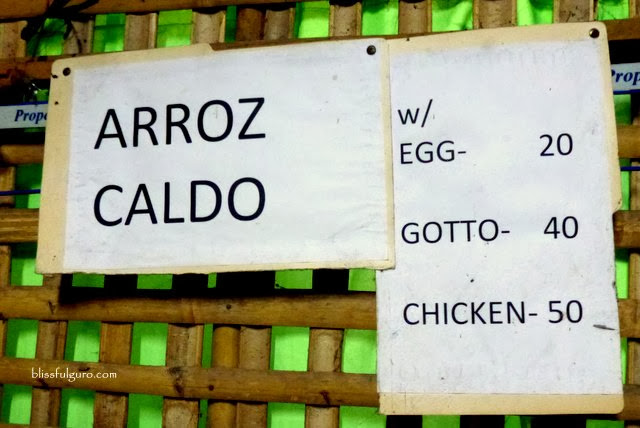 ARROZ
CALDO
w/
EGG- 20
GOTTO- 40
CHICKEN- 50
blissfulguro.com